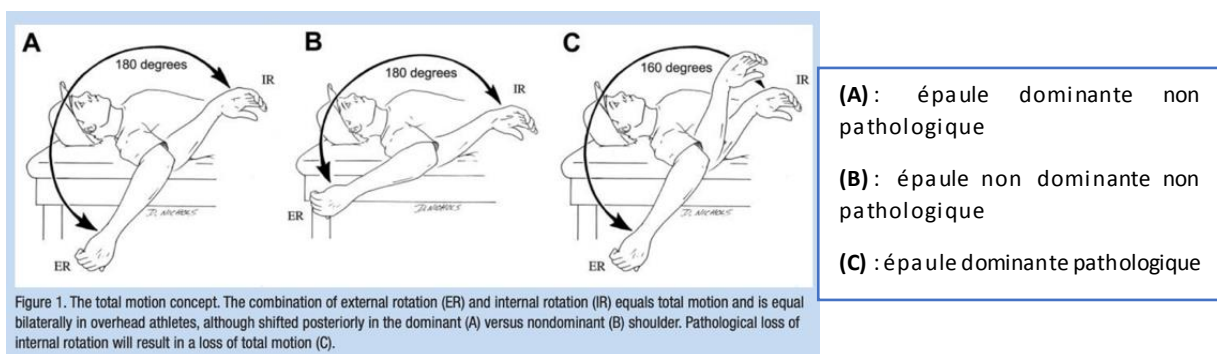 A
180 degrees
IR
ER
D. NICHOLS
B
180 degrees
IR
ER
D. NICHOLS
C
160 degrees
IR
ER
D. NICHOLS
Figure 1. The total motion concept. The combination of external rotation (ER) and internal rotation (IR) equals total motion and is equal
bilaterally in overhead athletes, although shifted posteriorly in the dominant (A) versus nondominant (B) shoulder. Pathological loss of
internal rotation will result in a loss of total motion (C).
(A) : épaule dominante non
pathologique
(B) : épaule non dominante non
pathologique
(C) : épaule dominante pathologique